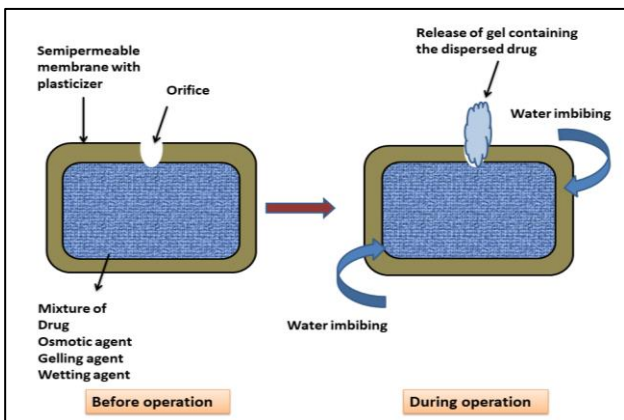 Semipermeable
membrane with
plasticizer
Orifice
Mixture of
Drug
Osmotic agent
Gelling agent
Wetting agent
Before operation
Release of gel containing
the dispersed drug
Water imbibing
Water imbibing
During operation